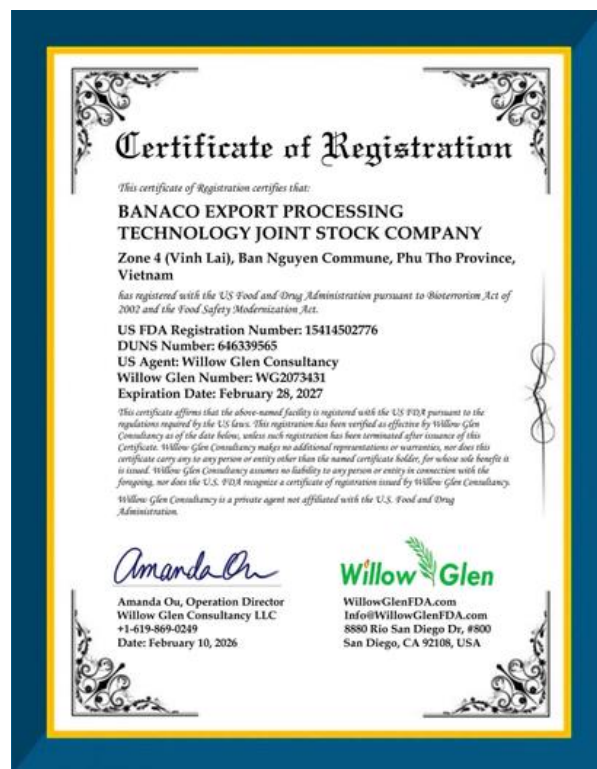 Certificate of Registration
This certificate of Registration certifies that:
BANACO EXPORT PROCESSING
TECHNOLOGY JOINT STOCK COMPANY
Zone 4 (Vinh Lai), Ban Nguyen Commune, Phu Tho Province,
Vietnam
has registered with the US Food and Drug Administration pursuant to Bioterrorism Act of
2002 and the Food Safety Modernization Act.
US FDA Registration Number: 15414502776
DUNS Number: 646339565
US Agent: Willow Glen Consultancy
Willow Glen Number: WG2073431
Expiration Date: February 28, 2027
This certificate affirms that the above-named facility is registered with the US FDA pursuant to the
regulations required by the US laws. This registration has been verified as effective by Willow Glen
Consultancy as of the date below, unless such registration has been terminated after issuance of this
Certificate. Willow Glen Consultancy makes no additional representations or warranties, nor does this
certificate carry any to any person or entity other than the named certificate holder, for whose sole benefit it
is issued. Willow Glen Consultancy assumes no liability to any person or entity in connection with the
foregoing, nor does the U.S. FDA recognize a certificate of registration issued by Willow Glen Consultancy.
Willow Glen Consultancy is a private agent not affiliated with the U.S. Food and Drug
Administration.
Amanda Ou
Amanda Ou, Operation Director
Willow Glen Consultancy LLC
+1-619-869-0249
Date: February 10, 2026
Willow Glen
WillowGlenFDA.com
Info@WillowGlenFDA.com
8880 Rio San Diego Dr, #800
San Diego, CA 92108, USA